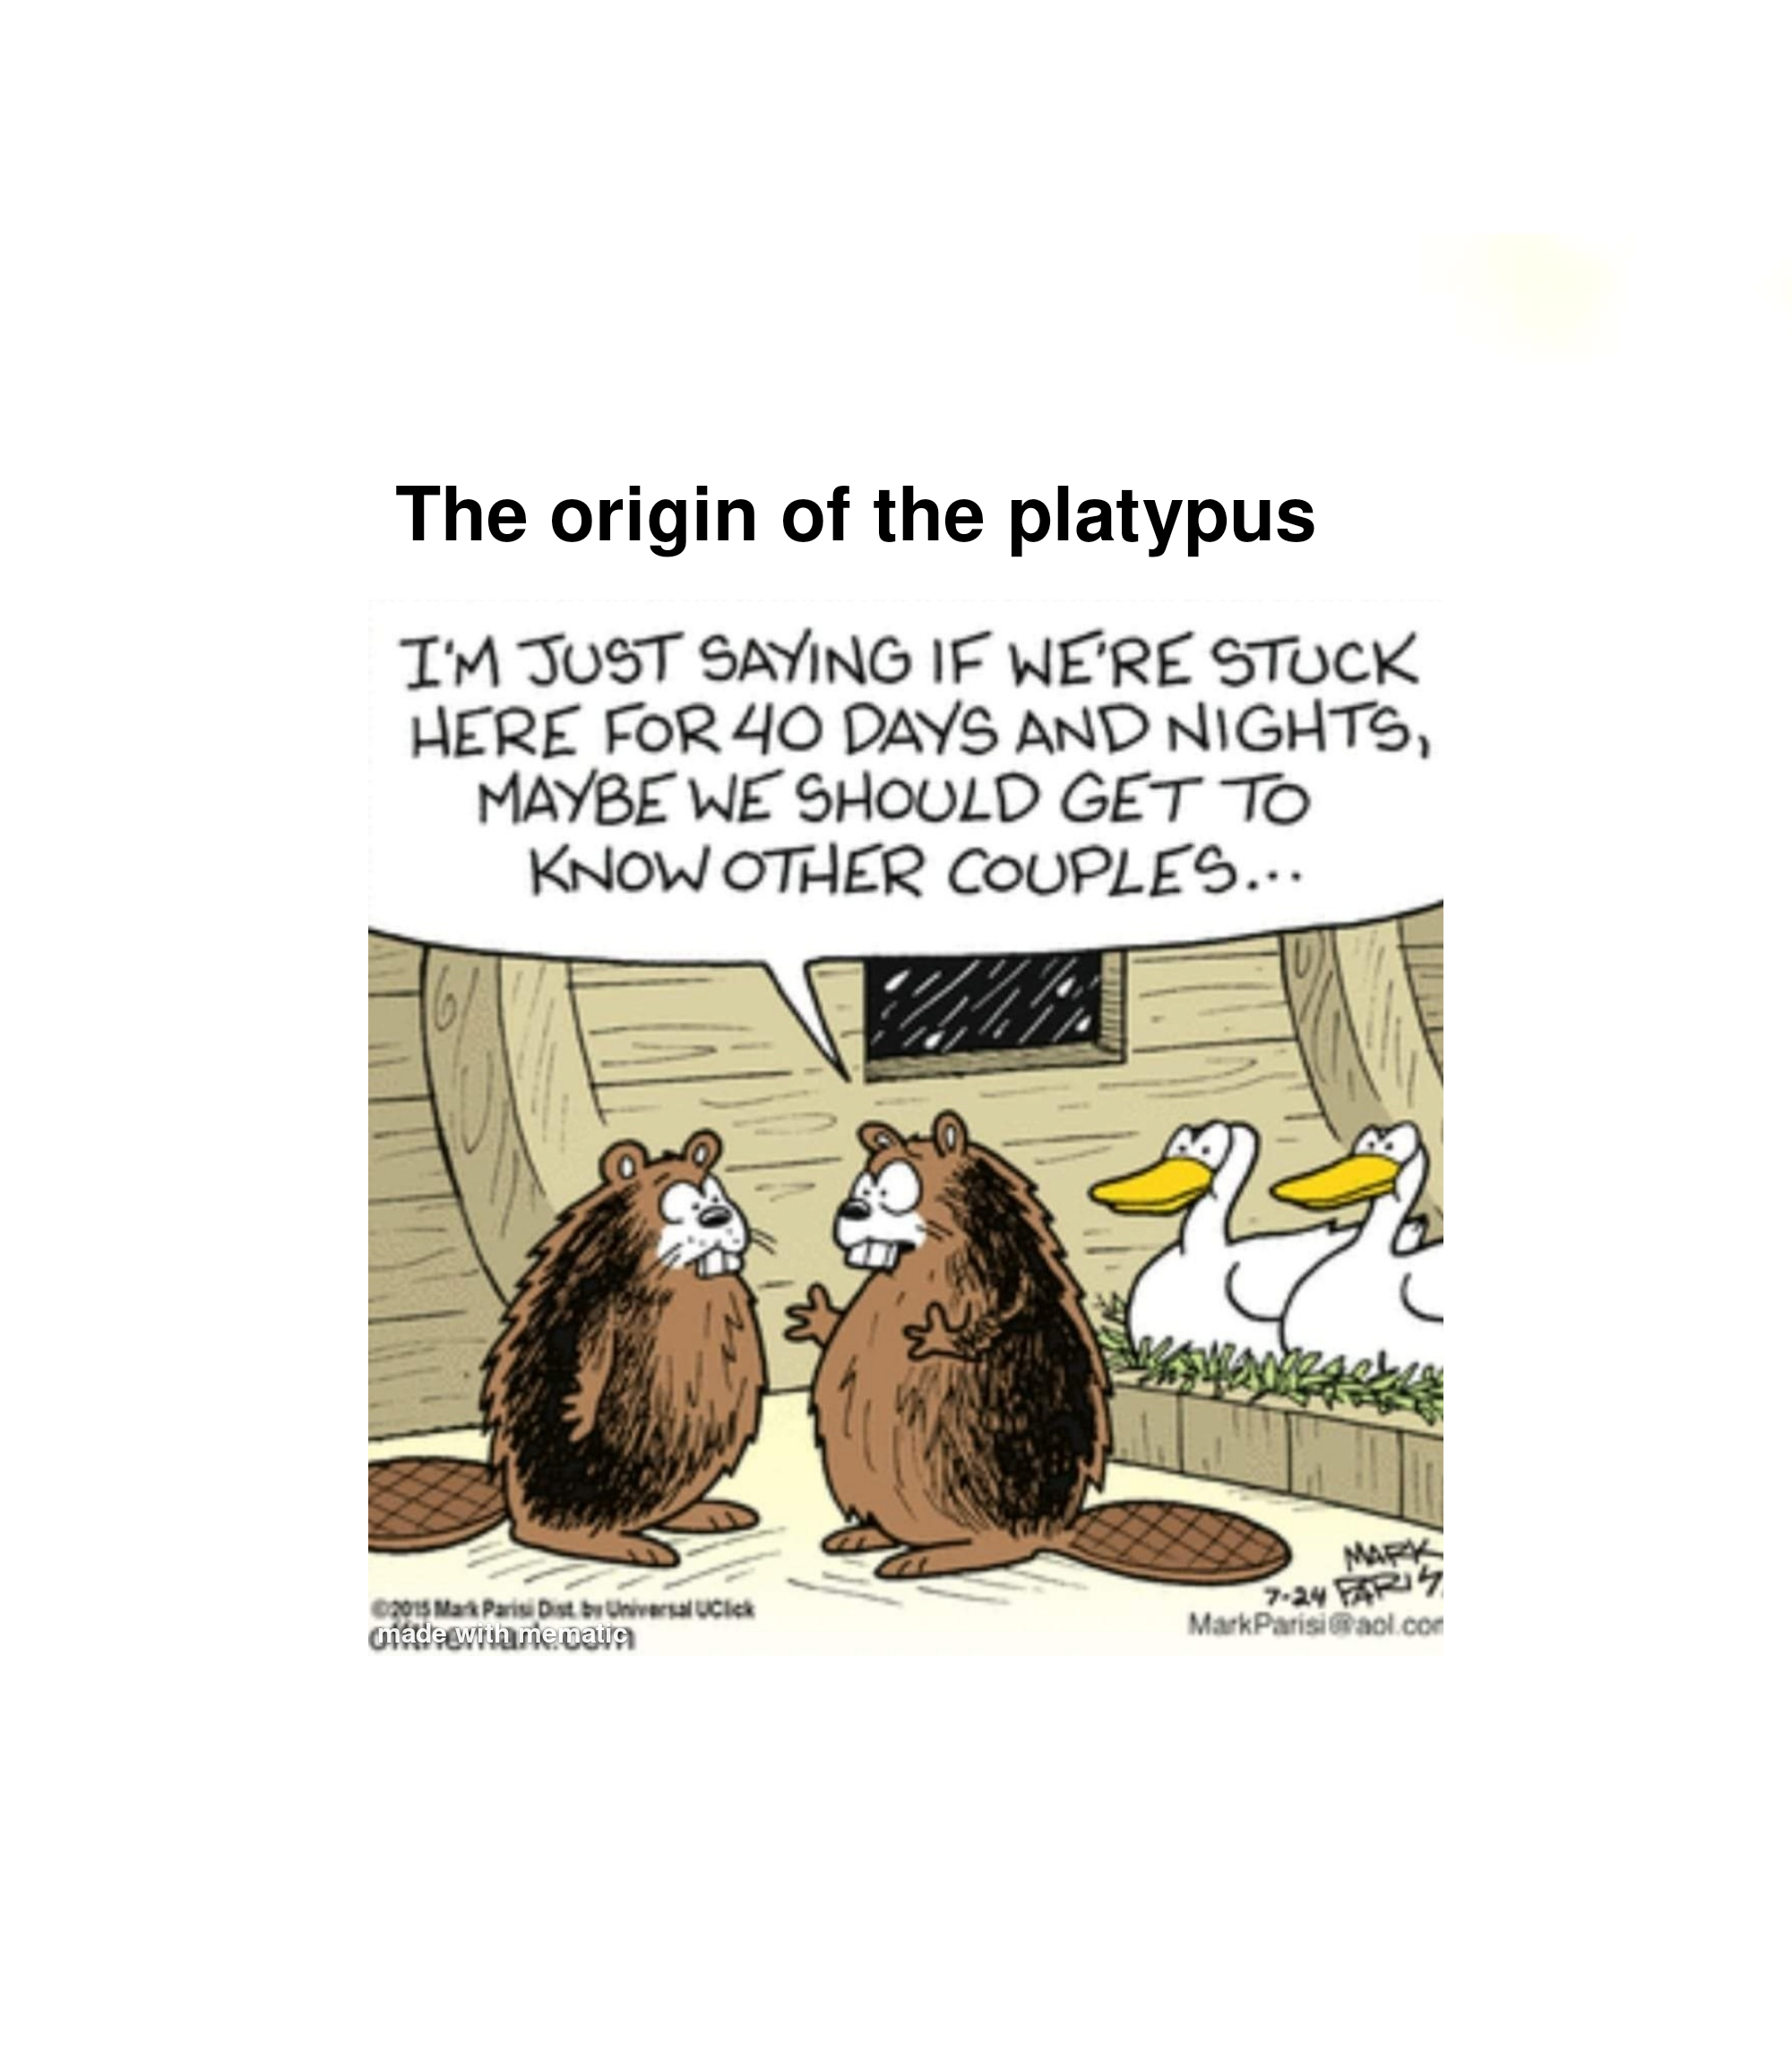 The origin of the platypus
I'M JUST SAYING IF WE'RE STUCK
HERE FOR 40 DAYS AND NIGHTS,
MAYBE WE SHOULD GET TO
KNOW OTHER COUPLES...
MARK
7-24 PARIS
©2015 Mark Parisi Dist. by Universal UClick
MarkParisi@aol.com
made with mematic